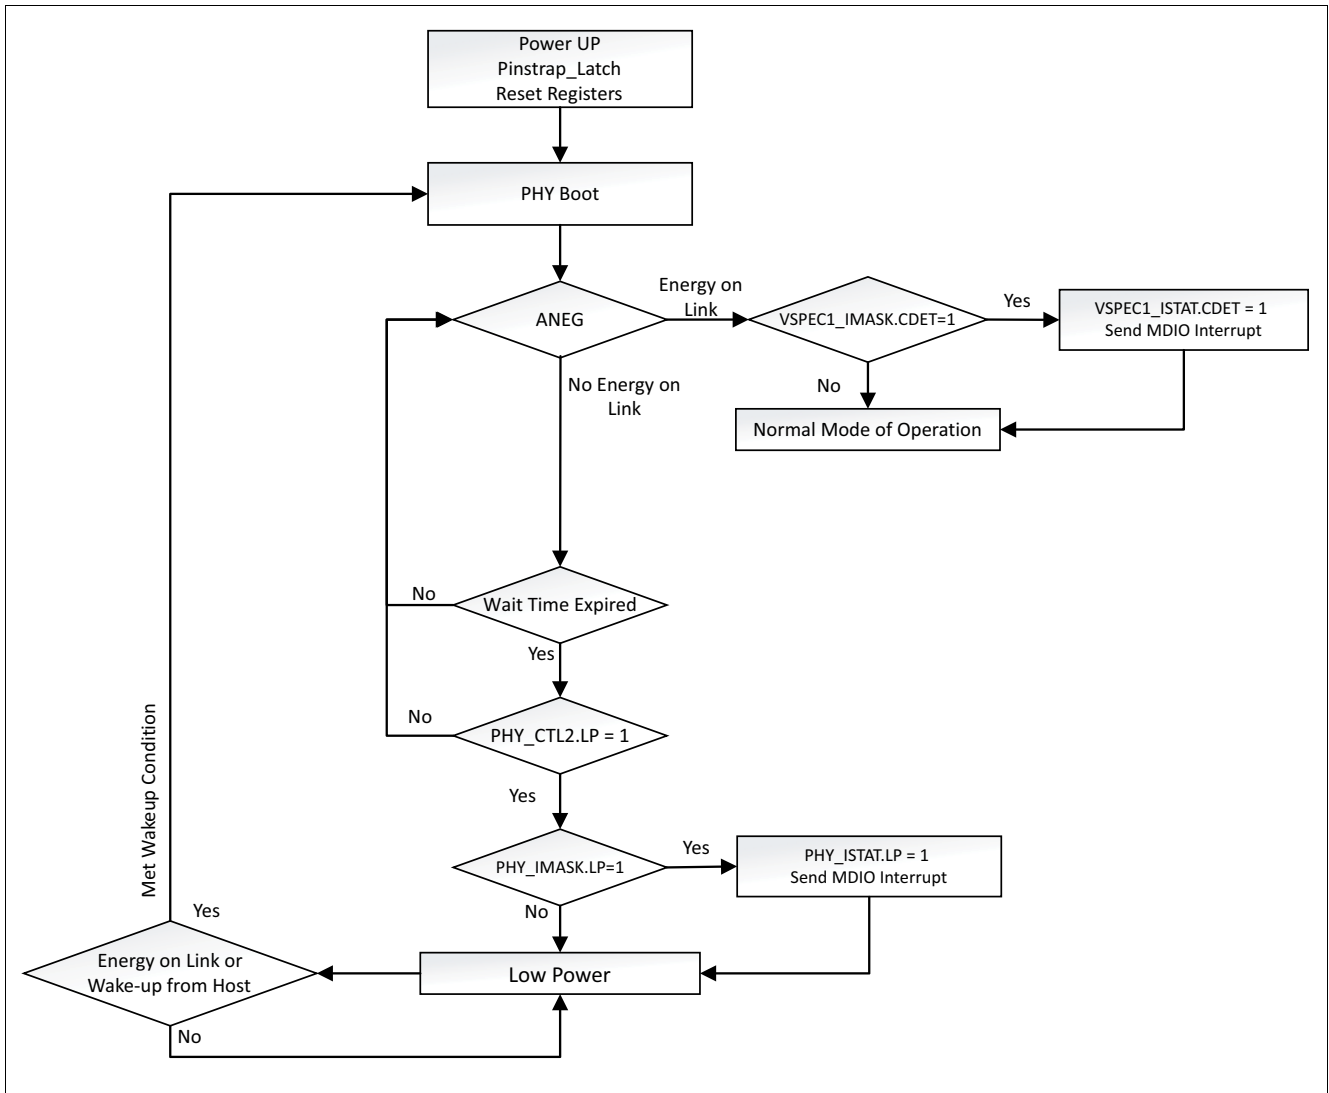 Power UP
Pinstrap_Latch
Reset Registers
PHY Boot
ANEG
Energy on
Link
VSPEC1_IMASK.CDET=1
Yes
VSPEC1_ISTAT.CDET = 1
Send MDIO Interrupt
No
Normal Mode of Operation
No Energy on
Link
Wait Time Expired
No
Yes
PHY_CTL2.LP = 1
No
Yes
PHY_IMASK.LP=1
Yes
PHY_ISTAT.LP = 1
Send MDIO Interrupt
No
Low Power
Energy on Link or
Wake-up from Host
Yes
Met Wakeup Condition
No